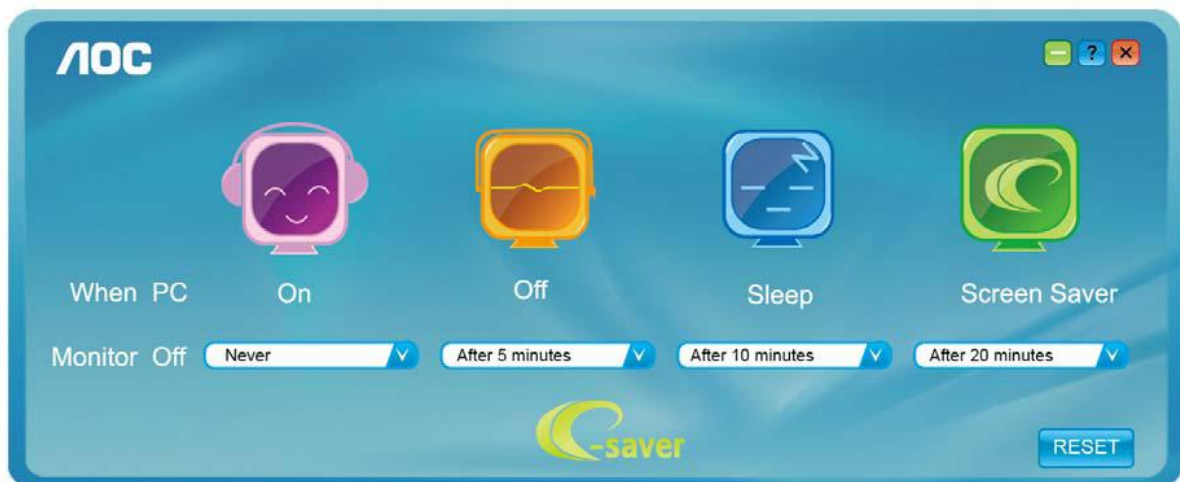 AOC
?
When PC On Off Sleep Screen Saver
Monitor Off Never After 5 minutes After 10 minutes After 20 minutes
e-saver
RESET